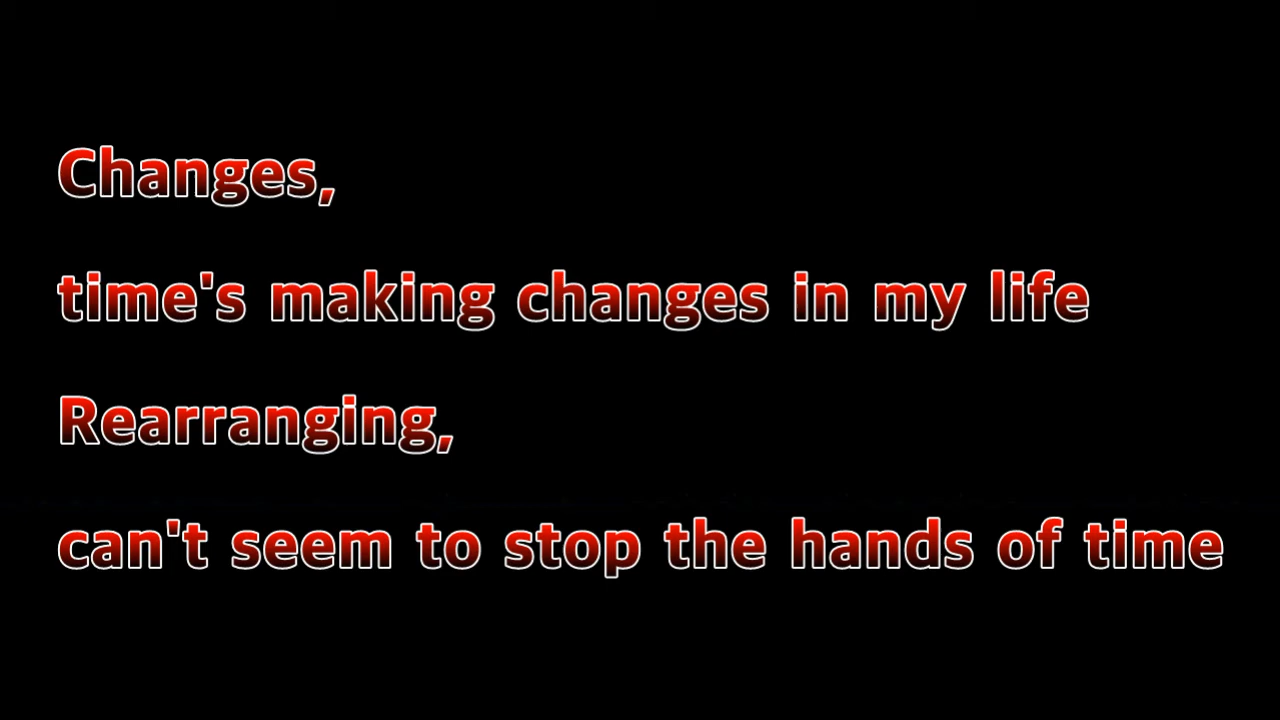 Changes,
time's making changes in my life
Rearranging,
can't seem to stop the hands of time